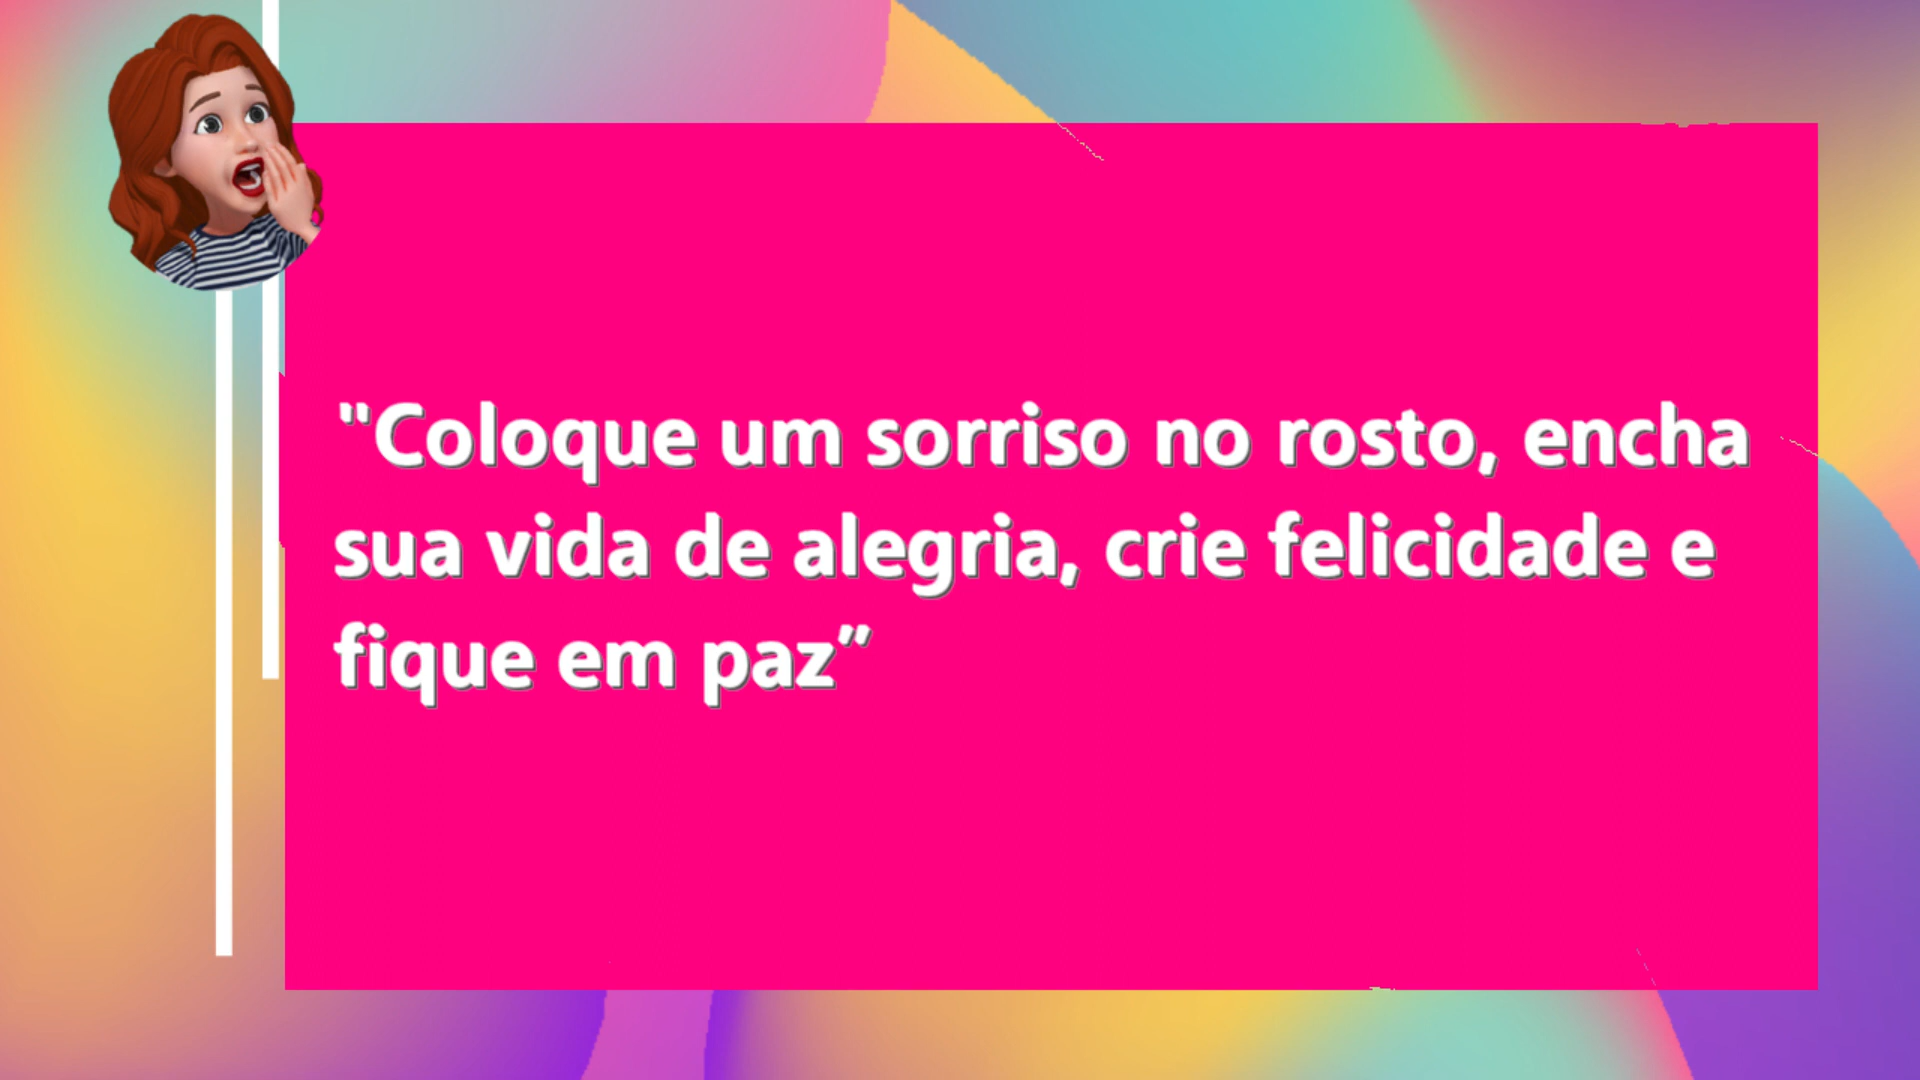 "Coloque um sorriso no rosto, encha
sua vida de alegria, crie felicidade e
fique em paz”